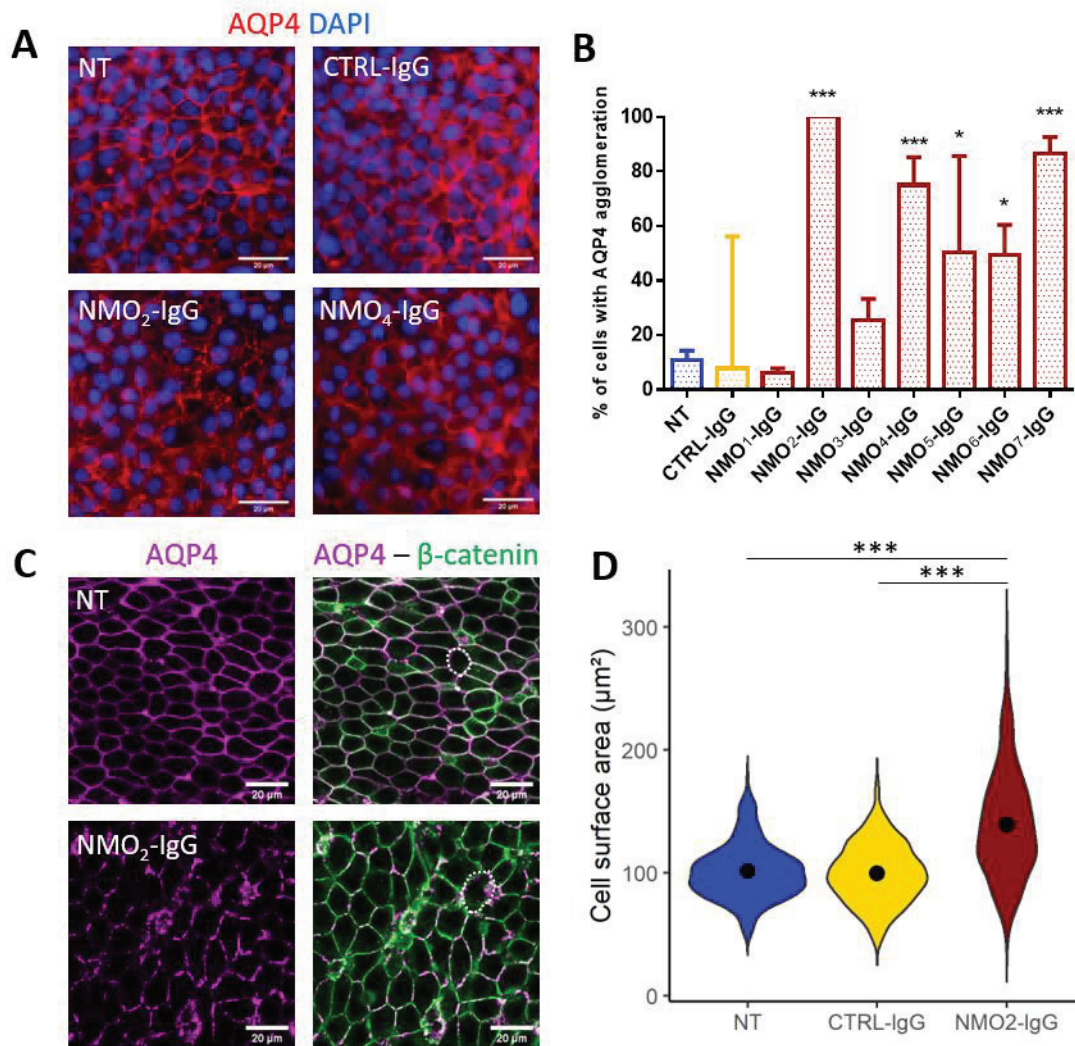 A
AQP4 DAPI
NT
CTRL-IgG
20 µm
20 µm
NMO₂-IgG
NMO₄-IgG
20 µm
20 µm
B
% of cells with AQP4 agglomeration
100
80
60
40
20
0
***
***
*
*
***
NT
CTRL-IgG
NMO₁-IgG
NMO₂-IgG
NMO₃-IgG
NMO₄-IgG
NMO₅-IgG
NMO₆-IgG
NMO₇-IgG
C
AQP4
AQP4 – β-catenin
NT
20 µm
20 µm
NMO₂-IgG
20 µm
20 µm
D
***
***
Cell surface area (µm²)
300
200
100
0
NT
CTRL-IgG
NMO2-IgG